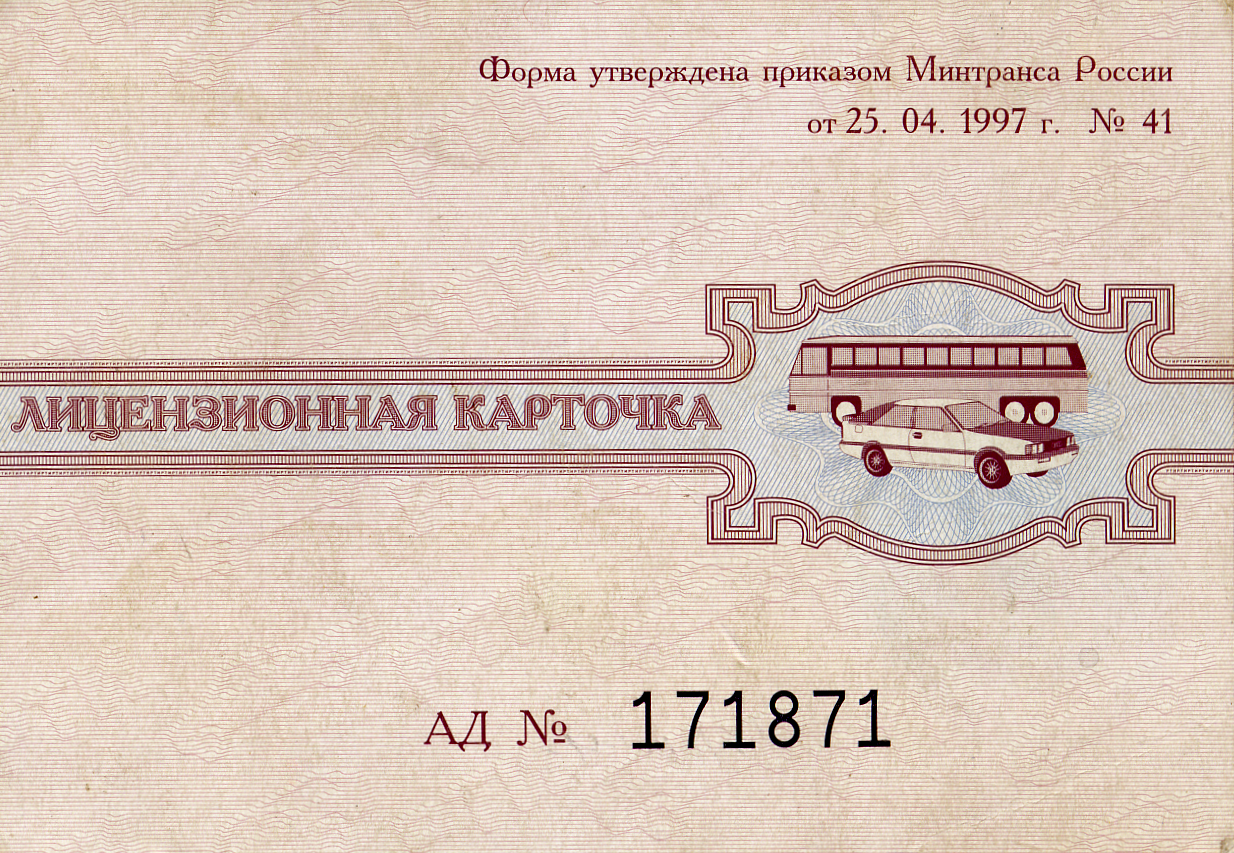 Форма утверждена приказом Минтранса России
от 25. 04. 1997 г. № 41
ЛИЦЕНЗИОННАЯ КАРТОЧКА
АД № 171871